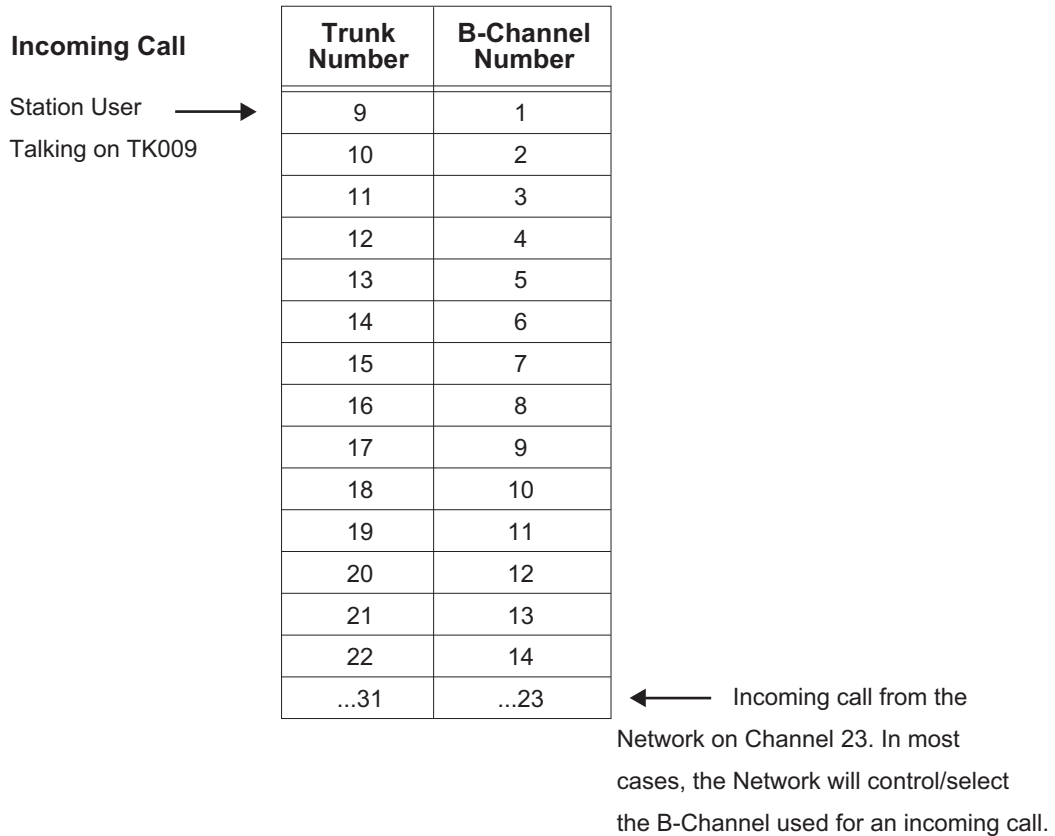 Incoming Call
Station User
Talking on TK009
Trunk Number B-Channel Number
9 1
10 2
11 3
12 4
13 5
14 6
15 7
16 8
17 9
18 10
19 11
20 12
21 13
22 14
...31 ...23
Incoming call from the
Network on Channel 23. In most
cases, the Network will control/select
the B-Channel used for an incoming call.